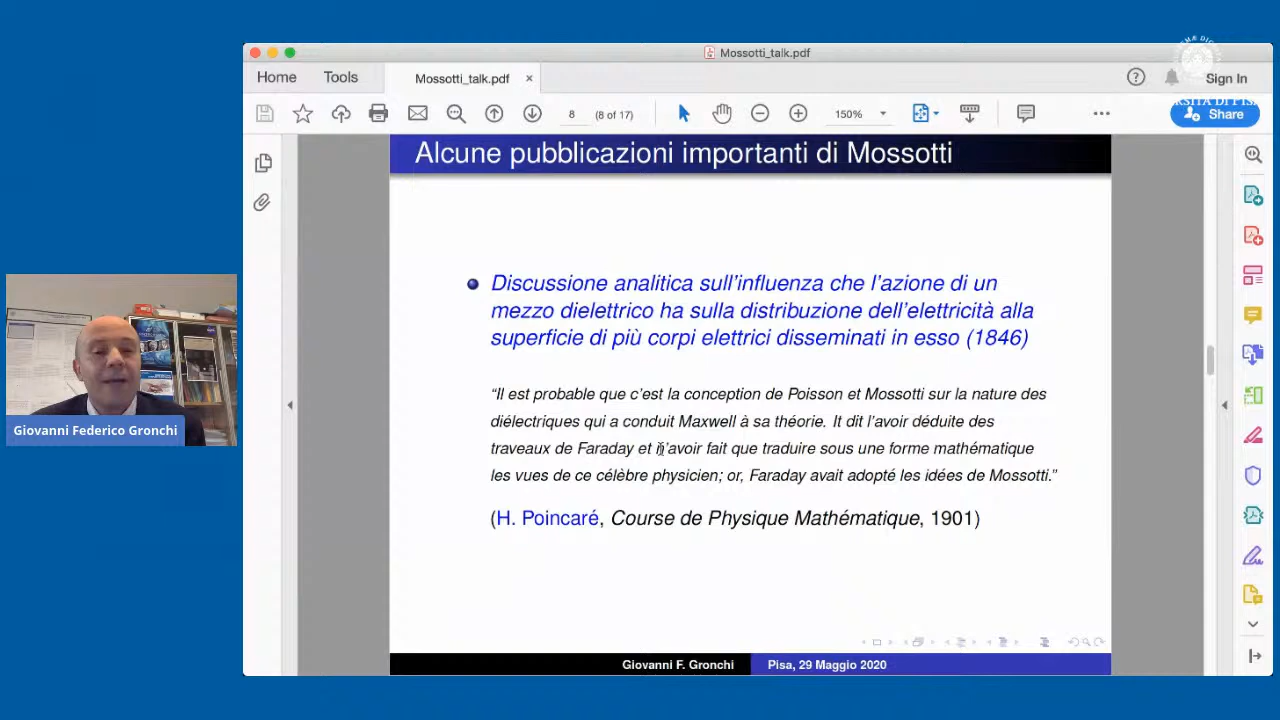 Mossotti_talk.pdf
Home Tools Mossotti_talk.pdf × Sign In
8 (8 of 17) 150% Share
RSITA DI PISA
Alcune pubblicazioni importanti di Mossotti
Discussione analitica sull'influenza che l'azione di un
mezzo dielettrico ha sulla distribuzione dell'elettricità alla
superficie di più corpi elettrici disseminati in esso (1846)
“Il est probable que c'est la conception de Poisson et Mossotti sur la nature des
diélectriques qui a conduit Maxwell à sa théorie. It dit l'avoir déduite des
traveaux de Faraday et n'avoir fait que traduire sous une forme mathématique
les vues de ce célèbre physicien; or, Faraday avait adopté les idées de Mossotti.”
(H. Poincaré, Course de Physique Mathématique, 1901)
Giovanni Federico Gronchi
Giovanni F. Gronchi Pisa, 29 Maggio 2020